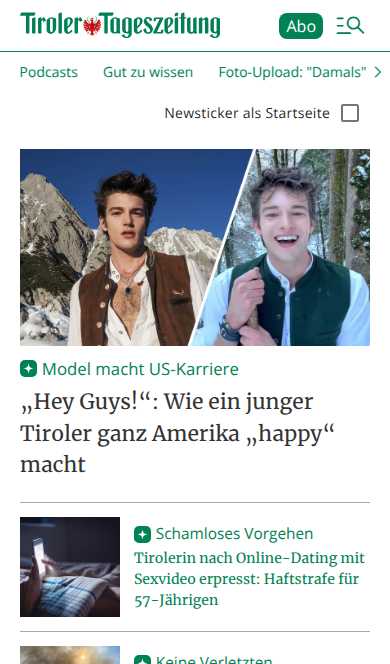 Tiroler Tageszeitung
Abo
Podcasts Gut zu wissen Foto-Upload: "Damals"
Newsticker als Startseite
Model macht US-Karriere
„Hey Guys!“: Wie ein junger
Tiroler ganz Amerika „happy“
macht
Schamloses Vorgehen
Tirolerin nach Online-Dating mit
Sexvideo erpresst: Haftstrafe für
57-Jährigen
Keine Verletzten